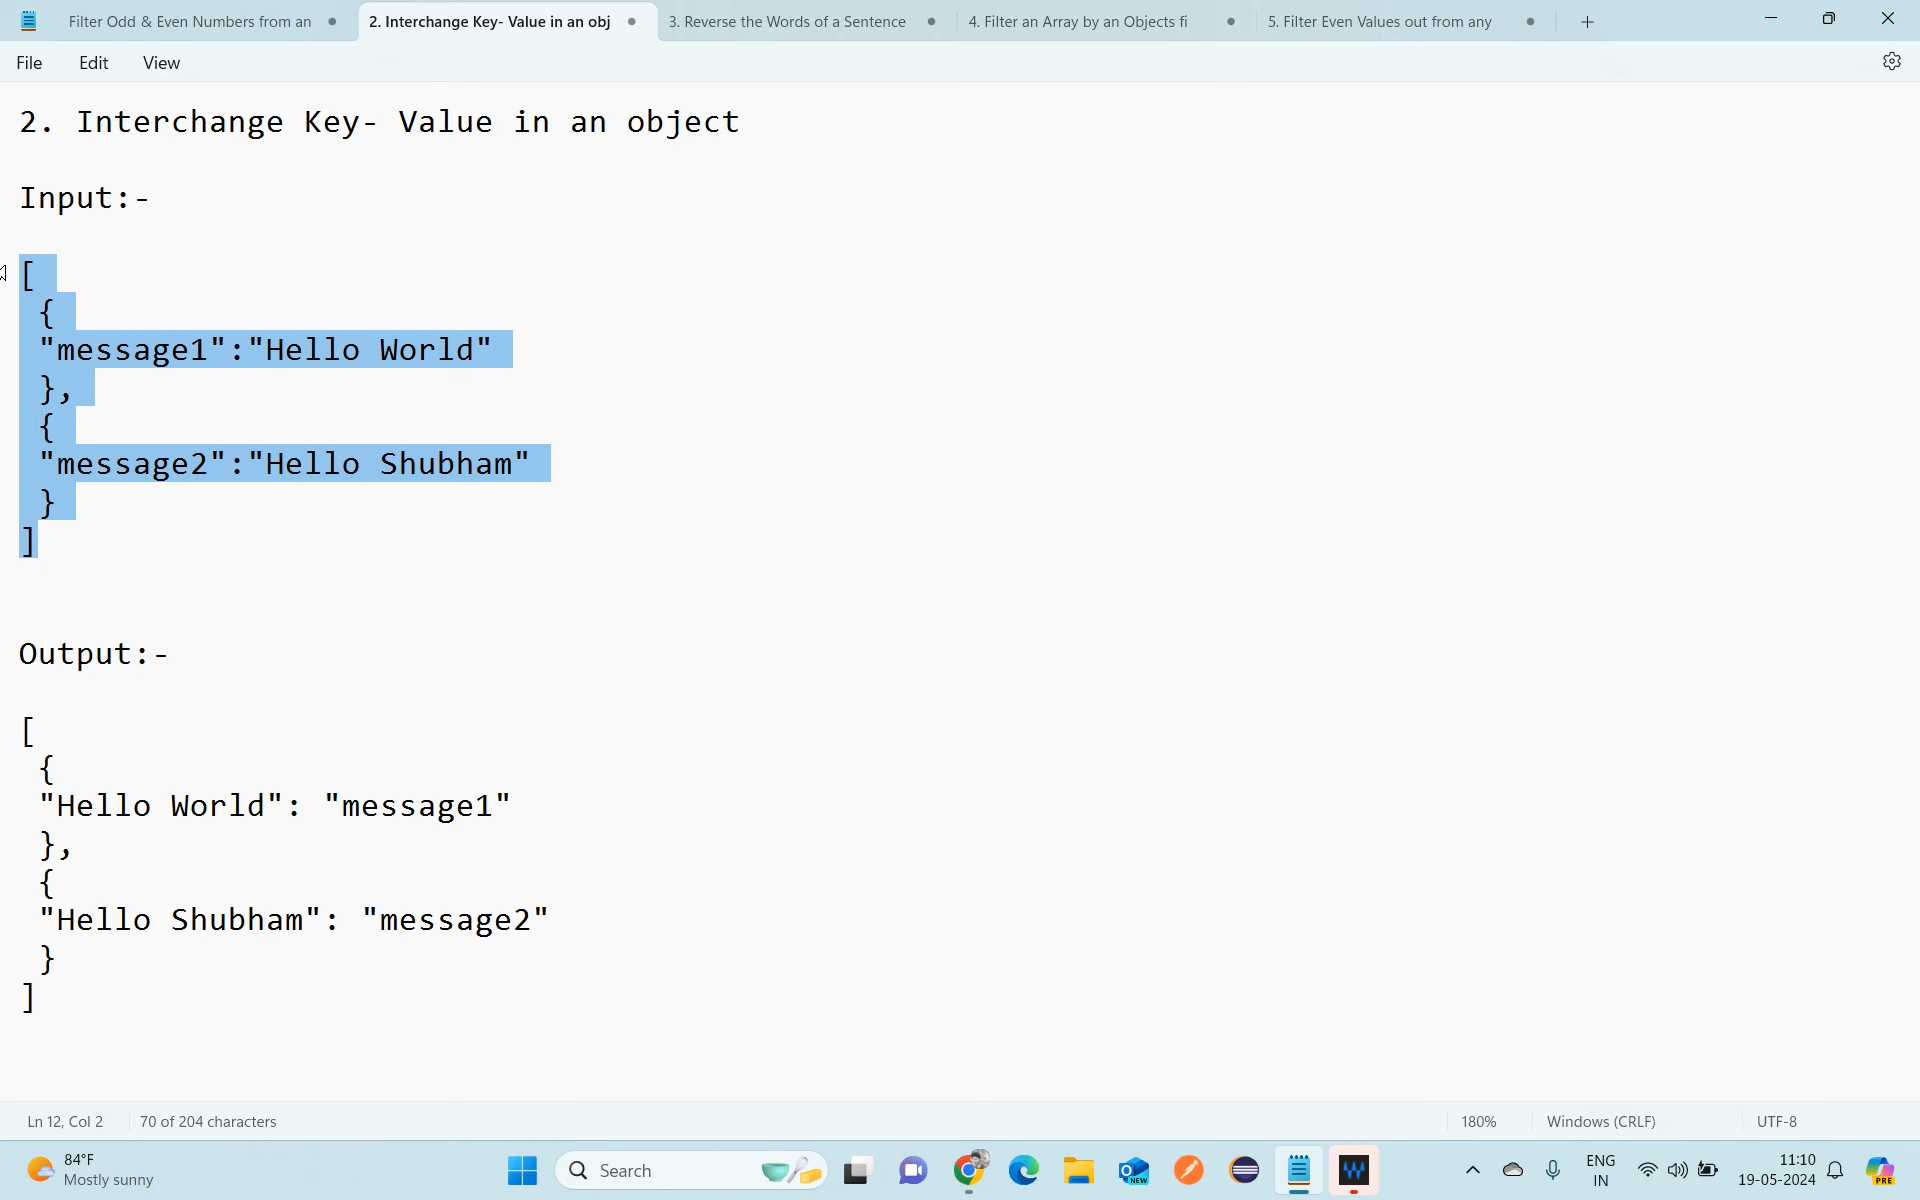 Filter Odd & Even Numbers from an
2. Interchange Key- Value in an obj
3. Reverse the Words of a Sentence
4. Filter an Array by an Objects fi
5. Filter Even Values out from any
File Edit View
2. Interchange Key- Value in an object
Input:-
[
{
"message1":"Hello World"
},
{
"message2":"Hello Shubham"
}
]
Output:-
[
{
"Hello World": "message1"
},
{
"Hello Shubham": "message2"
}
]
Ln 12, Col 2 70 of 204 characters 180% Windows (CRLF) UTF-8
84°F
Mostly sunny
Search
NEW
ENG
IN
11:10
19-05-2024
PRE